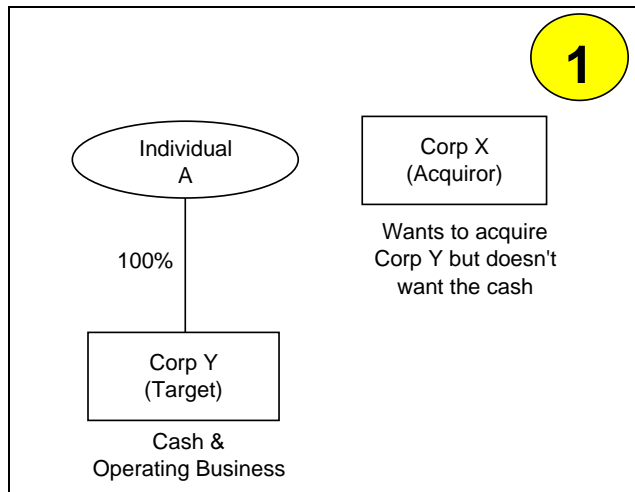 1
Individual
A
Corp X
(Acquiror)
Wants to acquire
Corp Y but doesn't
want the cash
100%
Corp Y
(Target)
Cash &
Operating Business